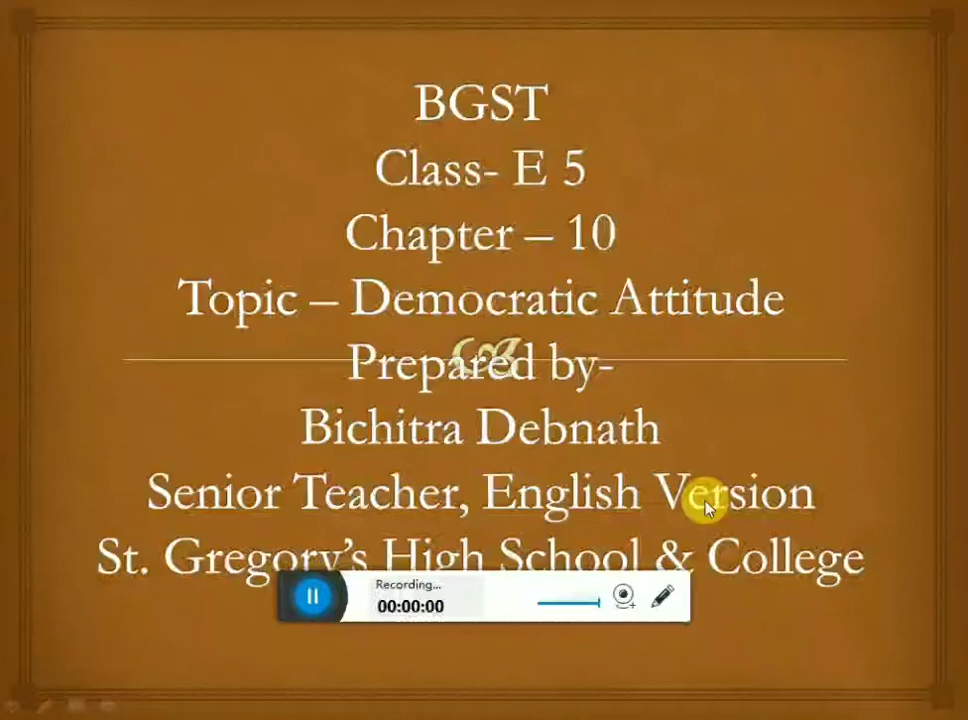 BGST
Class- E 5
Chapter – 10
Topic – Democratic Attitude
Prepared by-
Bichitra Debnath
Senior Teacher, English Version
St. Gregory's High School & College
Recording...
00:00:00